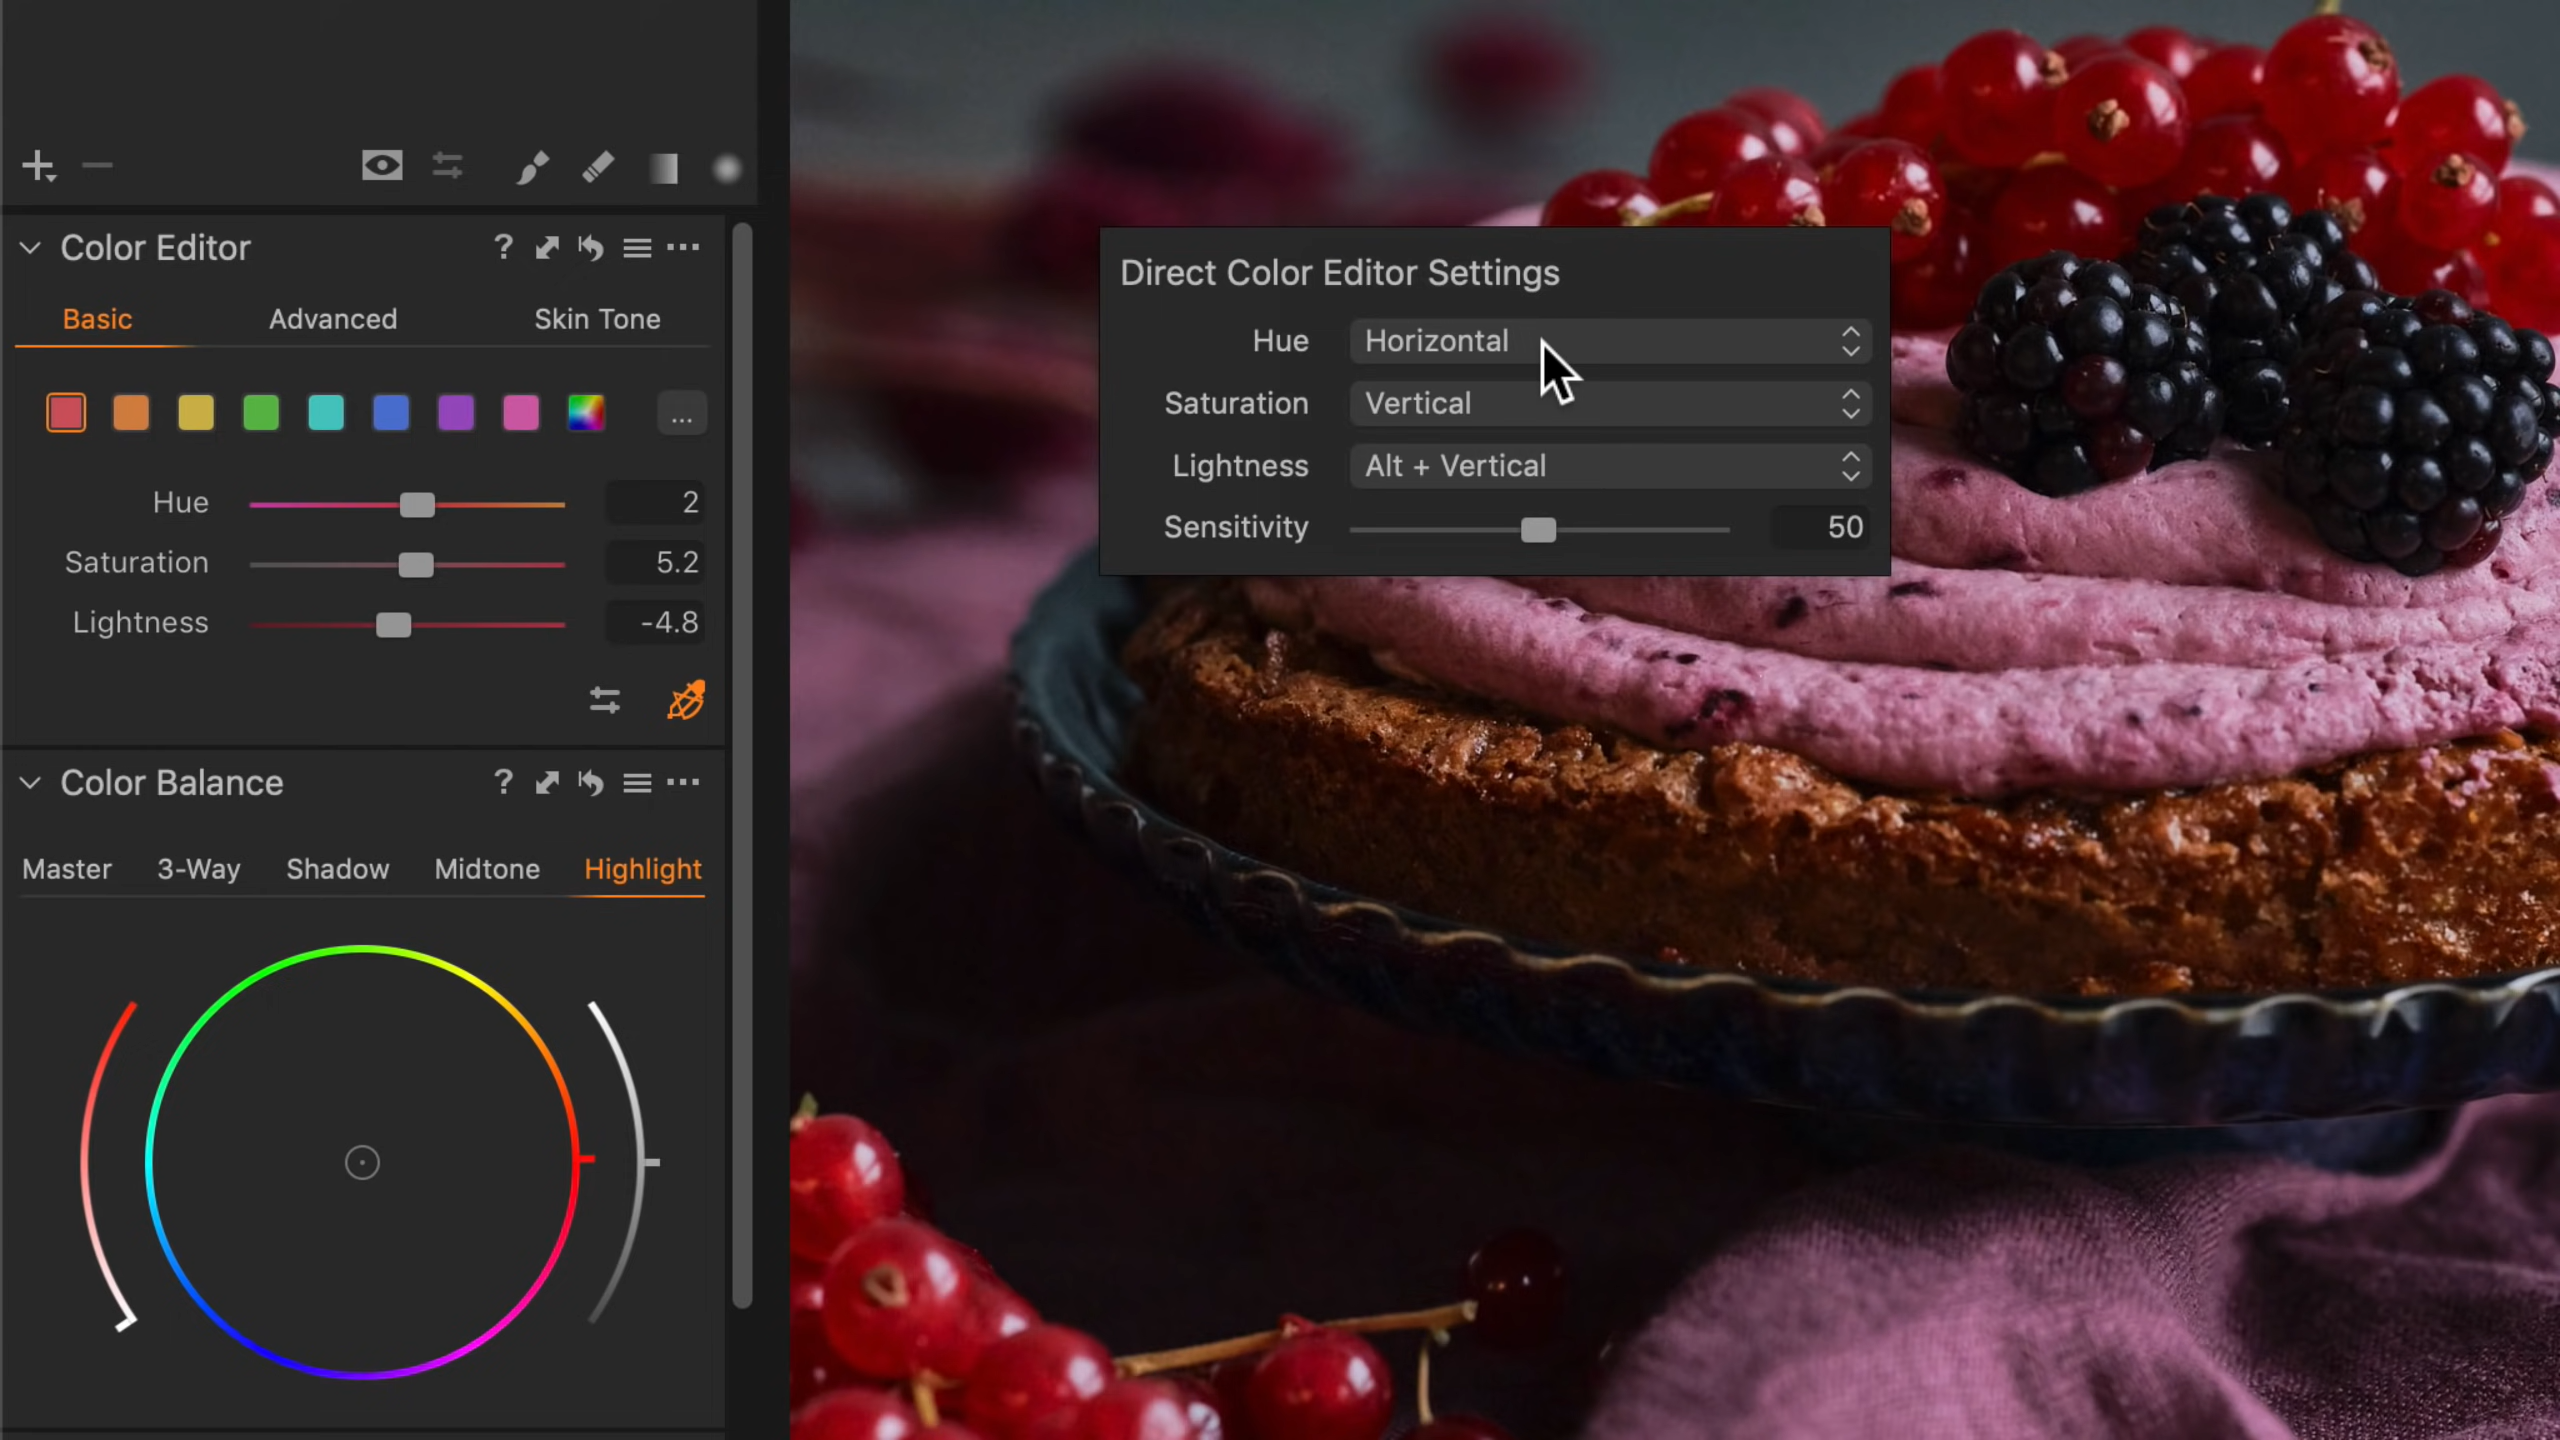 Color Editor
?
Basic Advanced Skin Tone
...
Hue 2
Saturation 5.2
Lightness -4.8
Color Balance
?
Master 3-Way Shadow Midtone Highlight
Direct Color Editor Settings
Hue Horizontal
Saturation Vertical
Lightness Alt + Vertical
Sensitivity 50